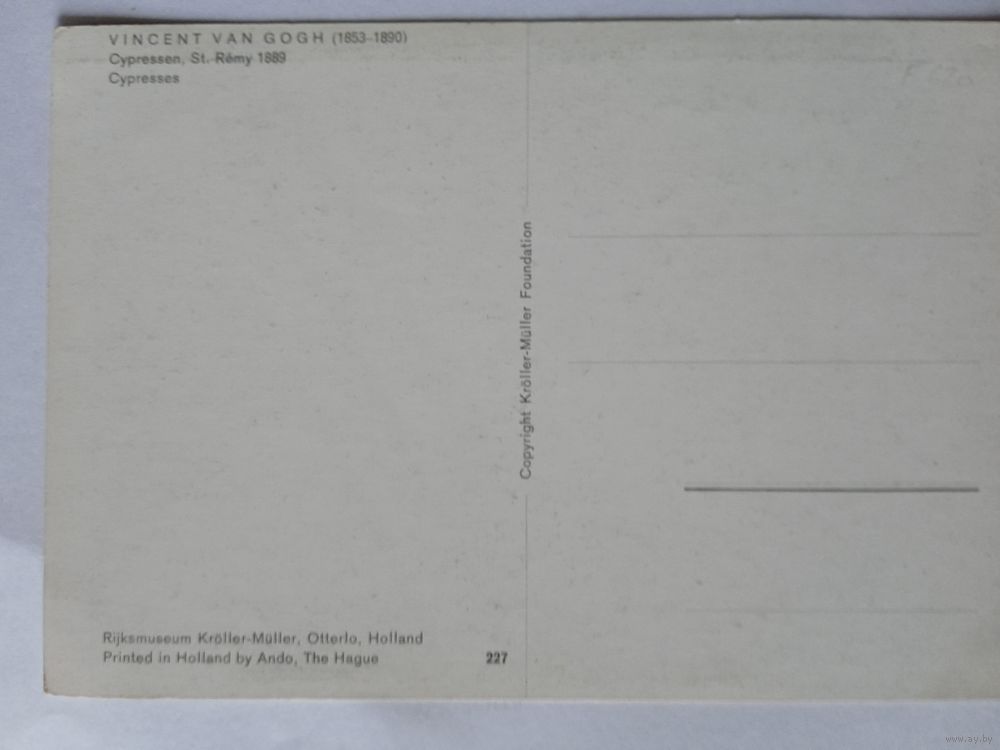 VINCENT VAN GOGH (1853-1890)
Cypressen, St. Rémy 1889
Cypresses
Copyright Kröller-Müller Foundation
Rijksmuseum Kröller-Müller, Otterlo, Holland
Printed in Holland by Ando, The Hague
227
www.ay.by